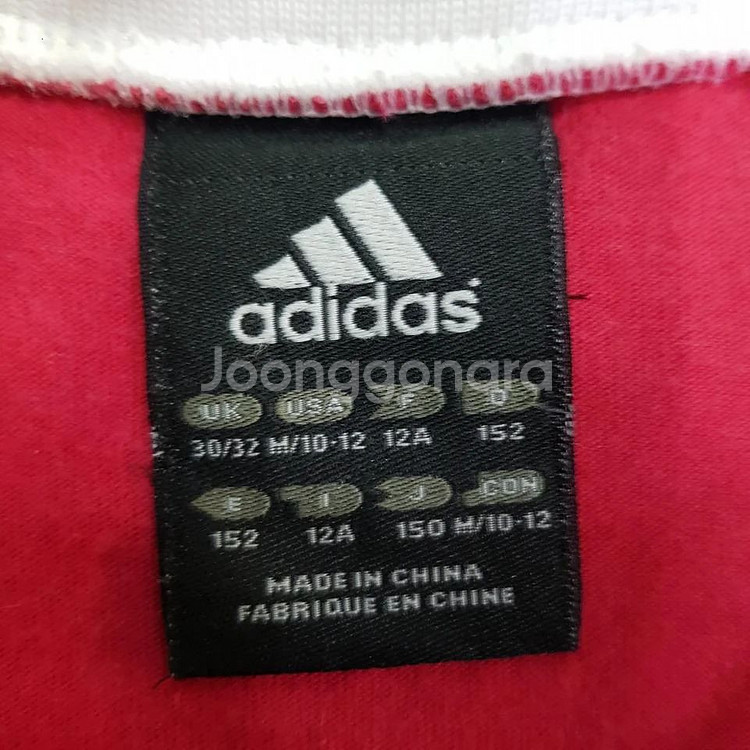 adidas
Joonggonara
UK USA F D
30/32 M/10-12 12A 152
E I J CDN
152 12A 150 M/10-12
MADE IN CHINA
FABRIQUE EN CHINE